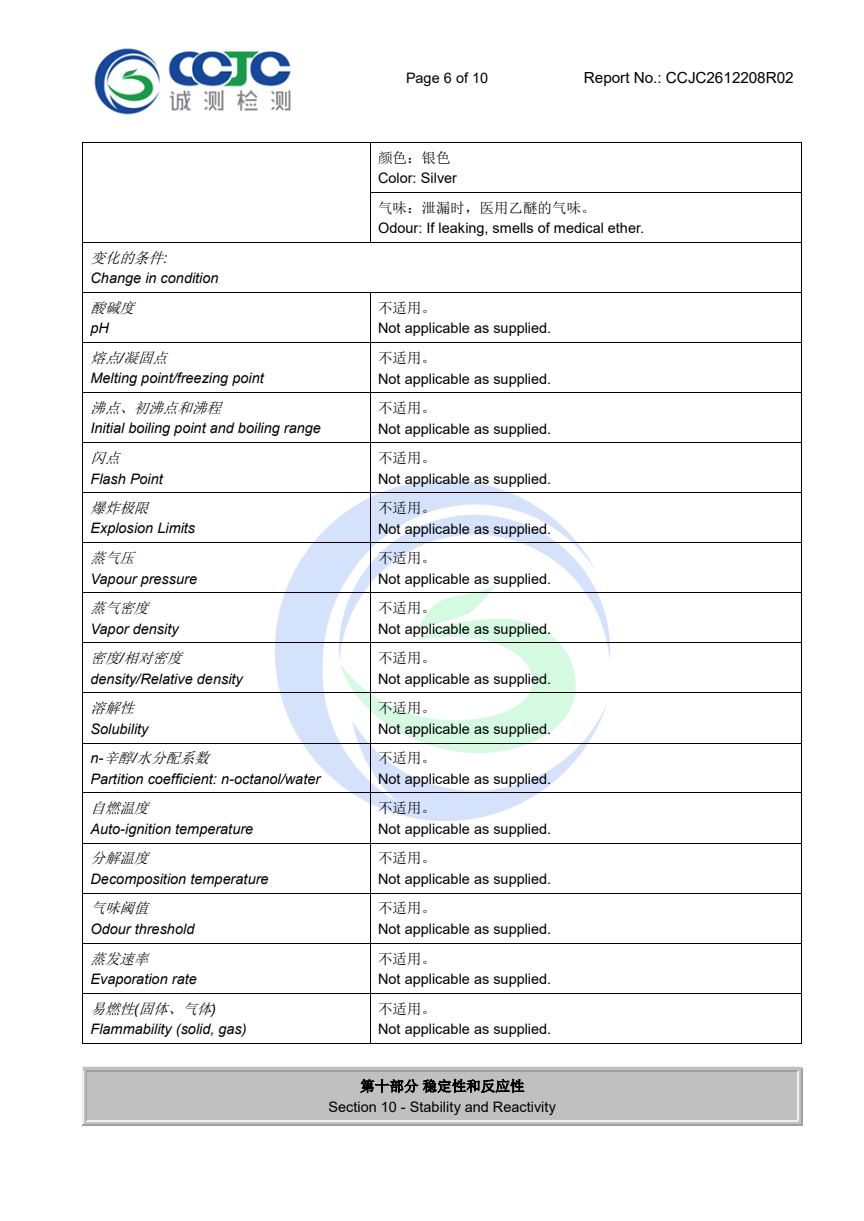 CCJC
诚测检测
Page 6 of 10
Report No.: CCJC2612208R02
颜色：银色
Color: Silver
气味：泄漏时，医用乙醚的气味。
Odour: If leaking, smells of medical ether.
变化的条件:
Change in condition
酸碱度
pH
不适用。
Not applicable as supplied.
熔点/凝固点
Melting point/freezing point
不适用。
Not applicable as supplied.
沸点、初沸点和沸程
Initial boiling point and boiling range
不适用。
Not applicable as supplied.
闪点
Flash Point
不适用。
Not applicable as supplied.
爆炸极限
Explosion Limits
不适用。
Not applicable as supplied.
蒸气压
Vapour pressure
不适用。
Not applicable as supplied.
蒸气密度
Vapor density
不适用。
Not applicable as supplied.
密度/相对密度
density/Relative density
不适用。
Not applicable as supplied.
溶解性
Solubility
不适用。
Not applicable as supplied.
n-辛醇/水分配系数
Partition coefficient: n-octanol/water
不适用。
Not applicable as supplied.
自燃温度
Auto-ignition temperature
不适用。
Not applicable as supplied.
分解温度
Decomposition temperature
不适用。
Not applicable as supplied.
气味阈值
Odour threshold
不适用。
Not applicable as supplied.
蒸发速率
Evaporation rate
不适用。
Not applicable as supplied.
易燃性(固体、气体)
Flammability (solid, gas)
不适用。
Not applicable as supplied.
第十部分 稳定性和反应性
Section 10 - Stability and Reactivity